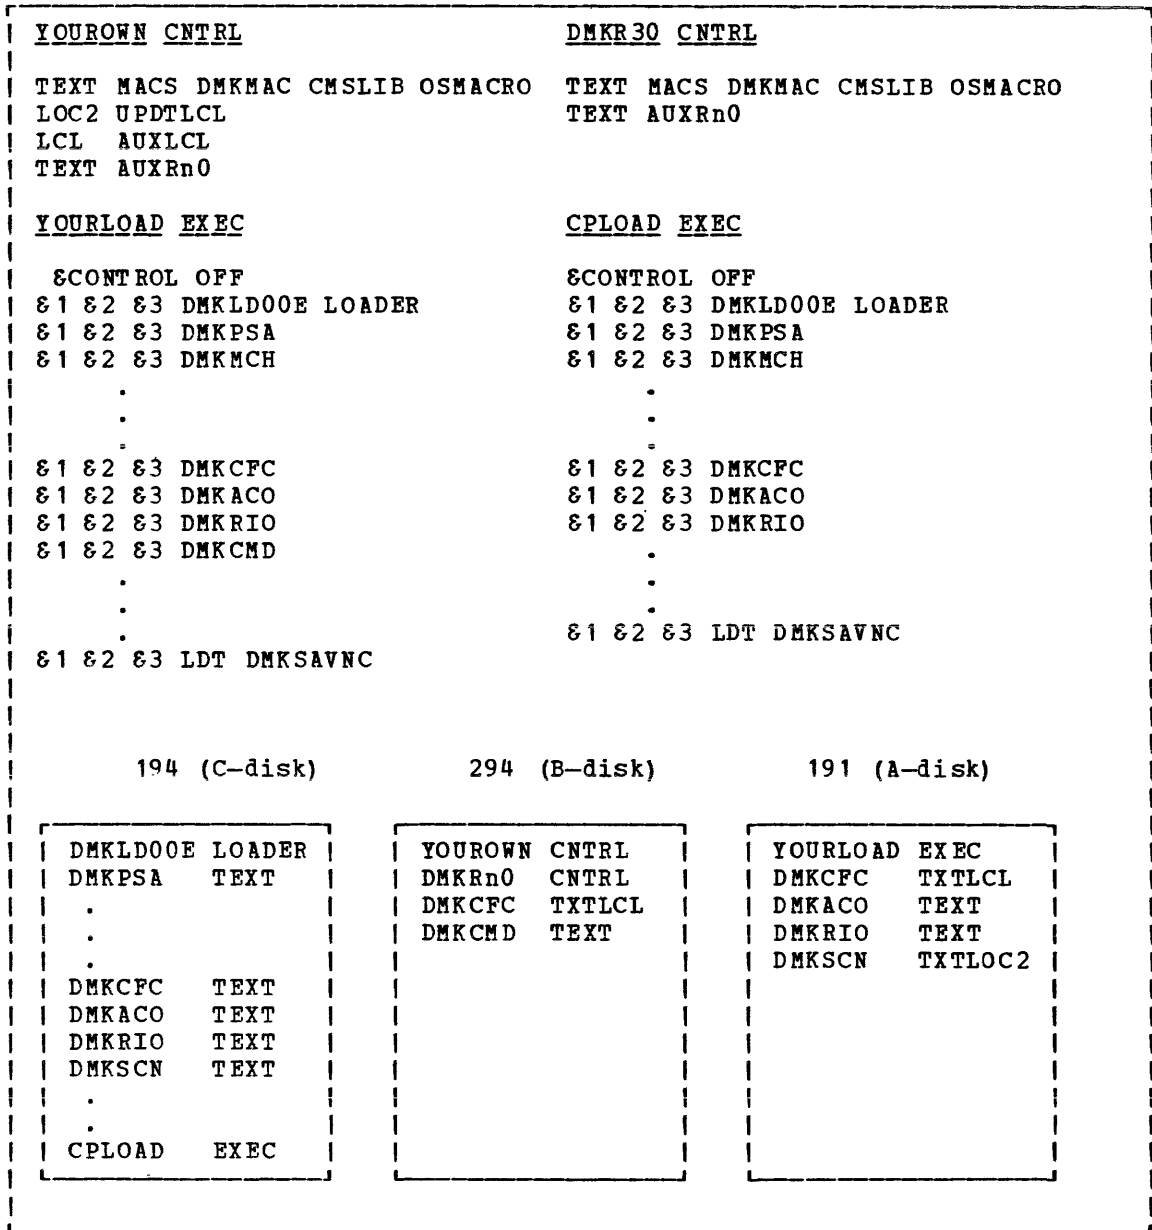 YOUROWN CNTRL DMKR30 CNTRL
TEXT MACS DMKMAC CMSLIB OSMACRO TEXT MACS DMKMAC CMSLIB OSMACRO
LOC2 UPDTLCL TEXT AUXRn0
LCL AUXLCL
TEXT AUXRn0
YOURLOAD EXEC CPLOAD EXEC
&CONTROL OFF &CONTROL OFF
&1 &2 &3 DMKLD00E LOADER &1 &2 &3 DMKLD00E LOADER
&1 &2 &3 DMKPSA &1 &2 &3 DMKPSA
&1 &2 &3 DMKMCH &1 &2 &3 DMKMCH
. .
. .
. .
&1 &2 &3 DMKCFC &1 &2 &3 DMKCFC
&1 &2 &3 DMKACO &1 &2 &3 DMKACO
&1 &2 &3 DMKRIO &1 &2 &3 DMKRIO
&1 &2 &3 DMKCMD .
. .
. .
. &1 &2 &3 LDT DMKSAVNC
&1 &2 &3 LDT DMKSAVNC
194 (C-disk) 294 (B-disk) 191 (A-disk)
DMKLD00E LOADER YOUROWN CNTRL YOURLOAD EXEC
DMKPSA TEXT DMKRn0 CNTRL DMKCFC TXTLCL
. DMKCFC TXTLCL DMKACO TEXT
. DMKCMD TEXT DMKRIO TEXT
. DMKSCN TXTLOC2
DMKCFC TEXT
DMKACO TEXT
DMKRIO TEXT
DMKSCN TEXT
.
.
CPLOAD EXEC